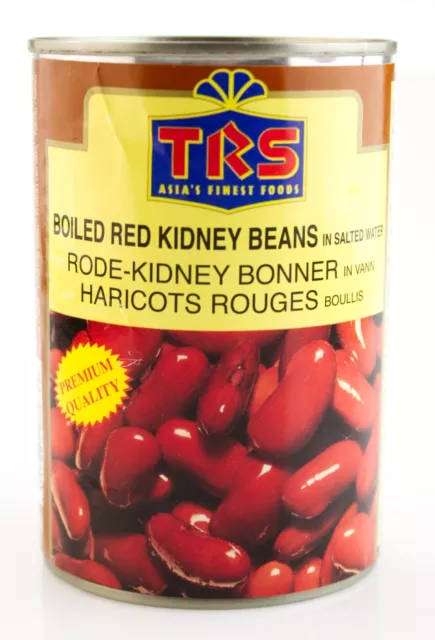 TRS
ASIA'S FINEST FOODS
BOILED RED KIDNEY BEANS IN SALTED WATER
RODE-KIDNEY BONNER IN VANN
HARICOTS ROUGES BOULLIS
PREMIUM
QUALITY